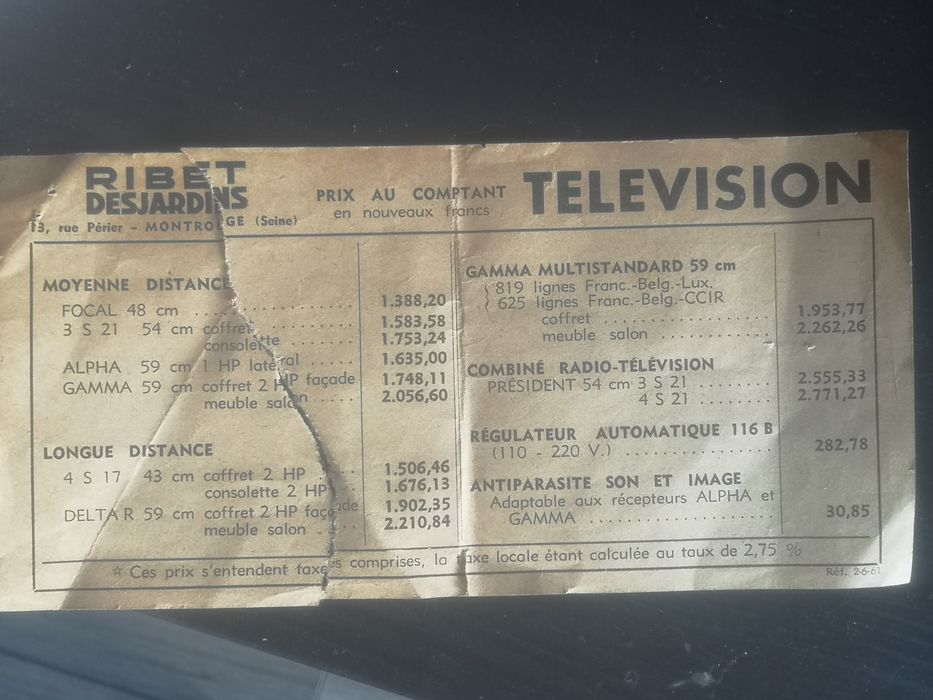 RIBET
DESJARDINS
13, rue Périer - MONTROUGE (Seine)
PRIX AU COMPTANT
en nouveaux francs
TELEVISION
MOYENNE DISTANCE
FOCAL 48 cm .................. 1.388,20
3 S 21 54 cm coffret ........... 1.583,58
consolette ......... 1.753,24
ALPHA 59 cm 1 HP latéral ..... 1.635,00
GAMMA 59 cm coffret 2 HP façade 1.748,11
meuble salon .... 2.056,60
LONGUE DISTANCE
4 S 17 43 cm coffret 2 HP .... 1.506,46
consolette 2 HP .. 1.676,13
DELTA R 59 cm coffret 2 HP façade 1.902,35
meuble salon ..... 2.210,84
GAMMA MULTISTANDARD 59 cm
819 lignes Franc.-Belg.-Lux.
625 lignes Franc.-Belg.-CCIR
coffret .................. 1.953,77
meuble salon ............ 2.262,26
COMBINÉ RADIO-TÉLÉVISION
PRÉSIDENT 54 cm 3 S 21 ........ 2.555,33
4 S 21 ........ 2.771,27
RÉGULATEUR AUTOMATIQUE 116 B
(110 - 220 V.) ................. 282,78
ANTIPARASITE SON ET IMAGE
Adaptable aux récepteurs ALPHA et
GAMMA ..................... 30,85
☆ Ces prix s'entendent taxes comprises, la taxe locale étant calculée au taux de 2,75 %
Réf. 2-6-61